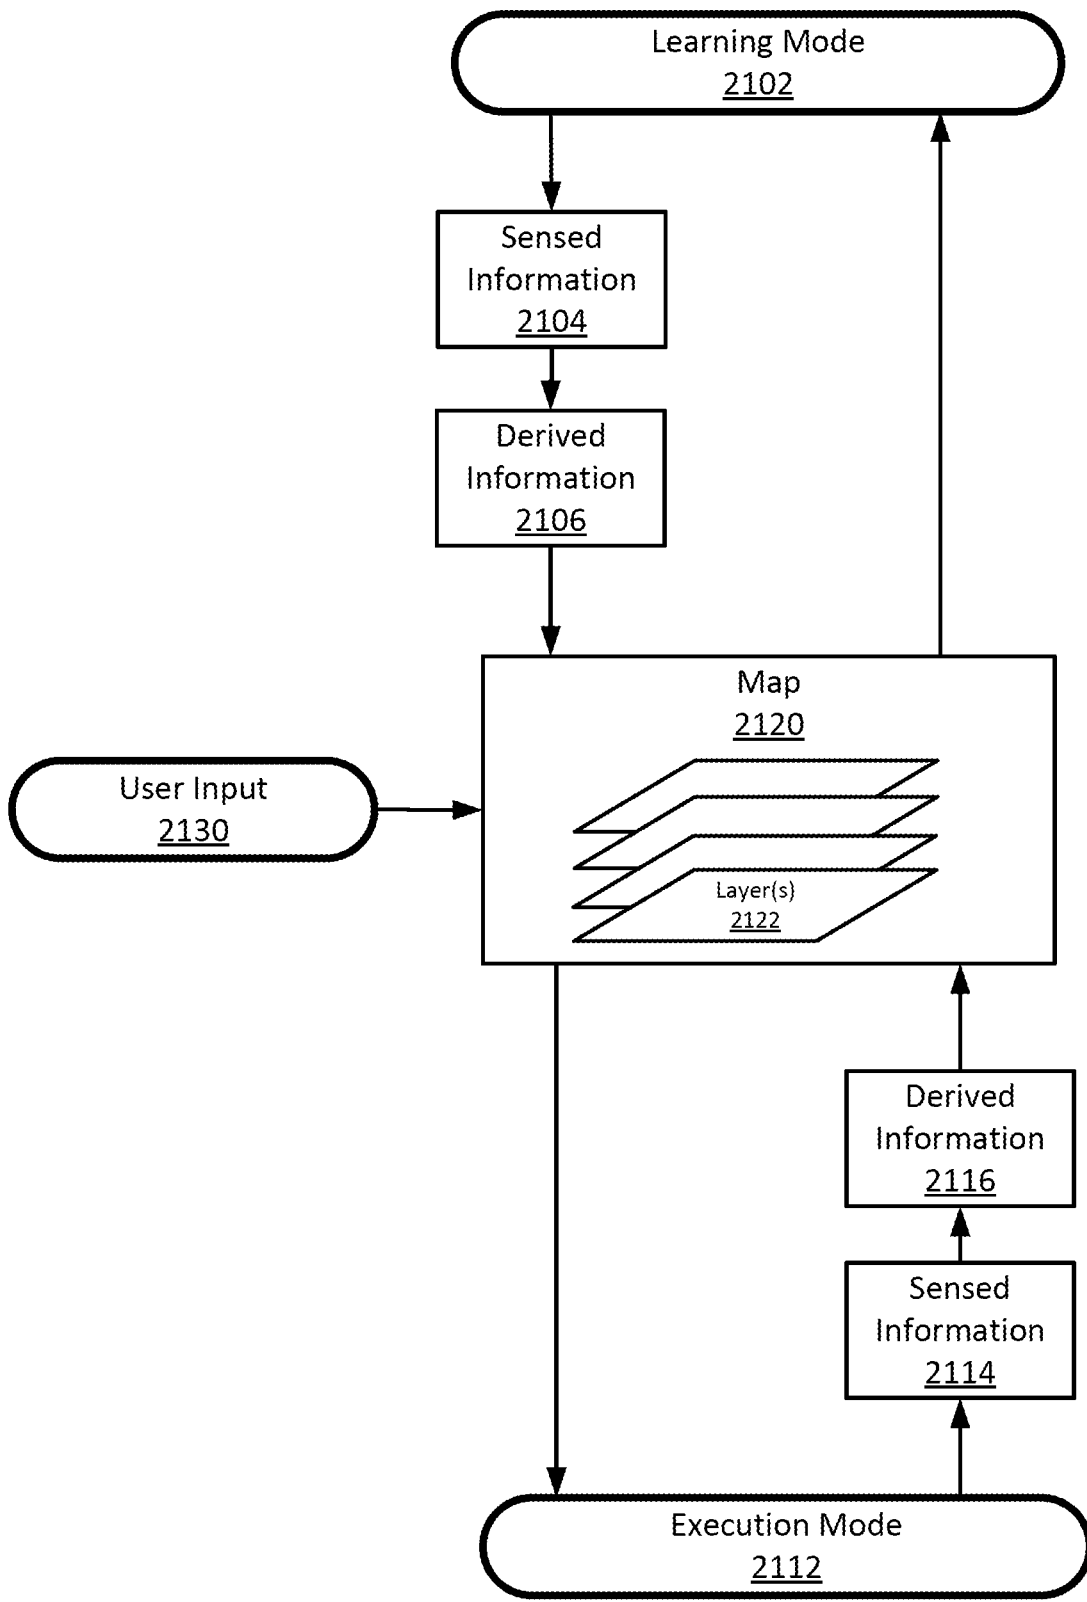 Learning Mode
2102
Sensed
Information
2104
Derived
Information
2106
Map
2120
User Input
2130
Layer(s)
2122
Derived
Information
2116
Sensed
Information
2114
Execution Mode
2112